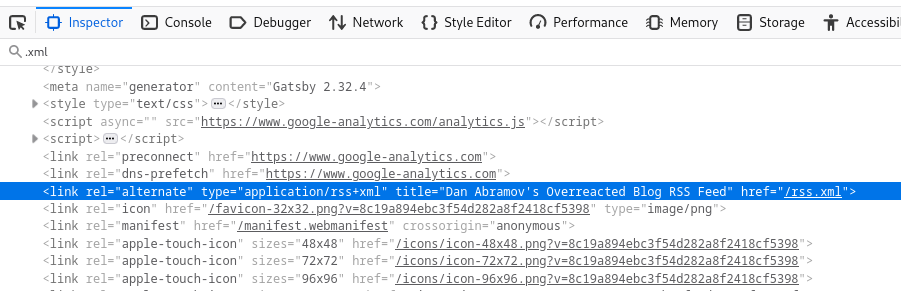 Inspector Console Debugger Network Style Editor Performance Memory Storage Accessibi
.xml
</style>
<meta name="generator" content="Gatsby 2.32.4">
<style type="text/css"> ••• </style>
<script async="" src="https://www.google-analytics.com/analytics.js"></script>
<script> ••• </script>
<link rel="preconnect" href="https://www.google-analytics.com">
<link rel="dns-prefetch" href="https://www.google-analytics.com">
<link rel="alternate" type="application/rss+xml" title="Dan Abramov's Overreacted Blog RSS Feed" href="/rss.xml">
<link rel="icon" href="/favicon-32x32.png?v=8c19a894ebc3f54d282a8f2418cf5398" type="image/png">
<link rel="manifest" href="/manifest.webmanifest" crossorigin="anonymous">
<link rel="apple-touch-icon" sizes="48x48" href="/icons/icon-48x48.png?v=8c19a894ebc3f54d282a8f2418cf5398">
<link rel="apple-touch-icon" sizes="72x72" href="/icons/icon-72x72.png?v=8c19a894ebc3f54d282a8f2418cf5398">
<link rel="apple-touch-icon" sizes="96x96" href="/icons/icon-96x96.png?v=8c19a894ebc3f54d282a8f2418cf5398">